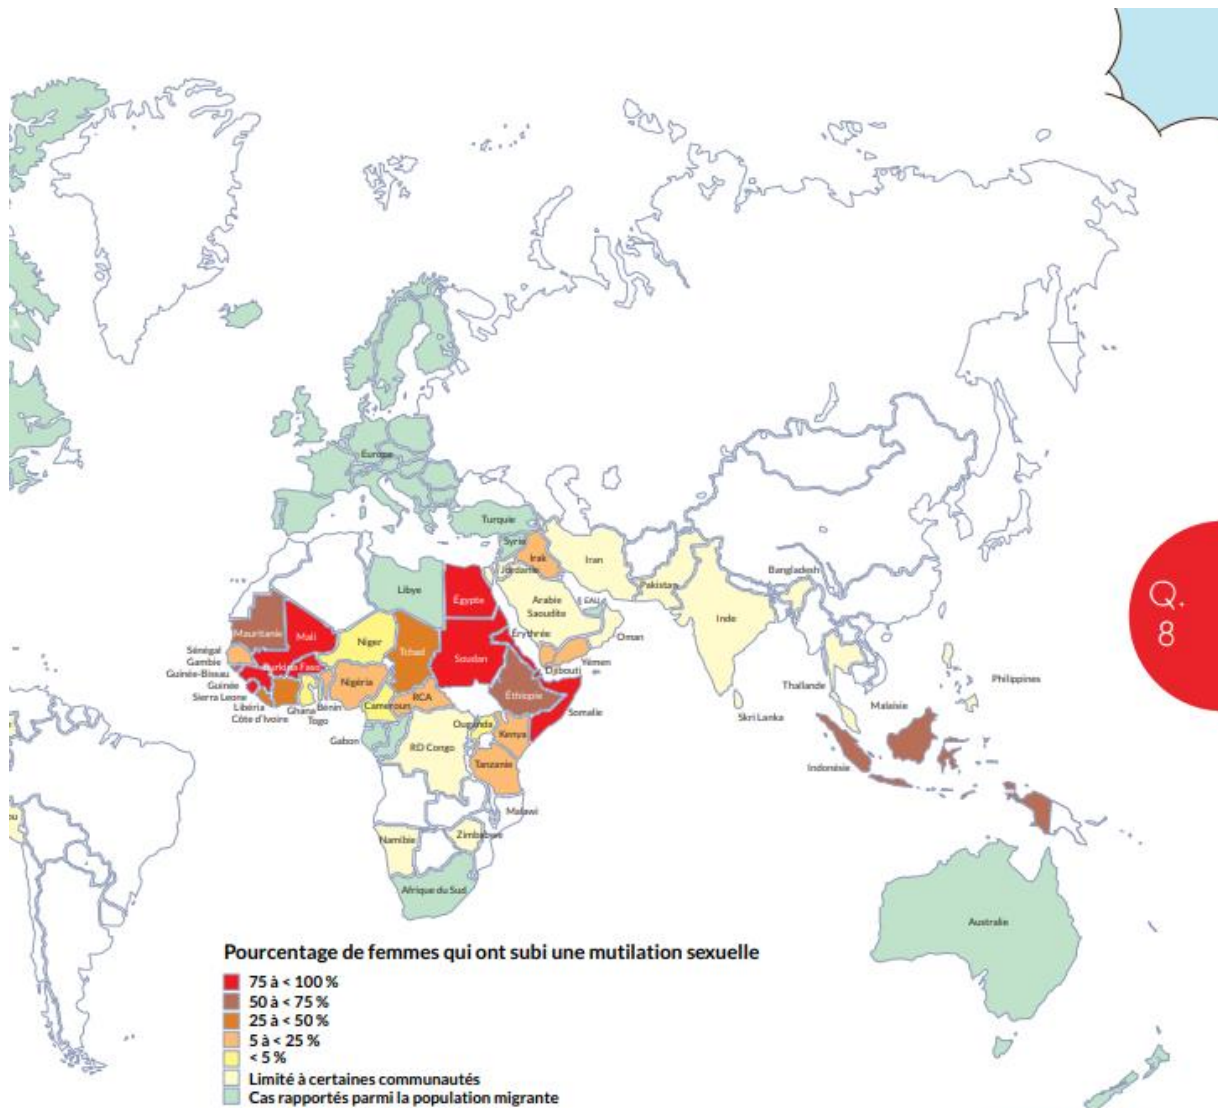 Europe
Turquie
Syrie
Irak
Iran
Jordanie
Pakistan
Bangladesh
Libye
Égypte
Arabie
Saoudite
EAU
Inde
Mauritanie
Mali
Niger
Tchad
Soudan
Érythrée
Oman
Yémen
Djibouti
Sénégal
Gambie
Guinée-Bissau
Guinée
Sierra Leone
Libéria
Côte d'Ivoire
Burkina Faso
Ghana
Togo
Bénin
Nigéria
Cameroun
RCA
Éthiopie
Somalie
Thaïlande
Philippines
Malaisie
Skri Lanka
Indonésie
Gabon
RD Congo
Ouganda
Kenya
Tanzanie
Malawi
Namibie
Zimbabwe
Afrique du Sud
Australie
Q.
8
Pourcentage de femmes qui ont subi une mutilation sexuelle
75 à < 100 %
50 à < 75 %
25 à < 50 %
5 à < 25 %
< 5 %
Limité à certaines communautés
Cas rapportés parmi la population migrante